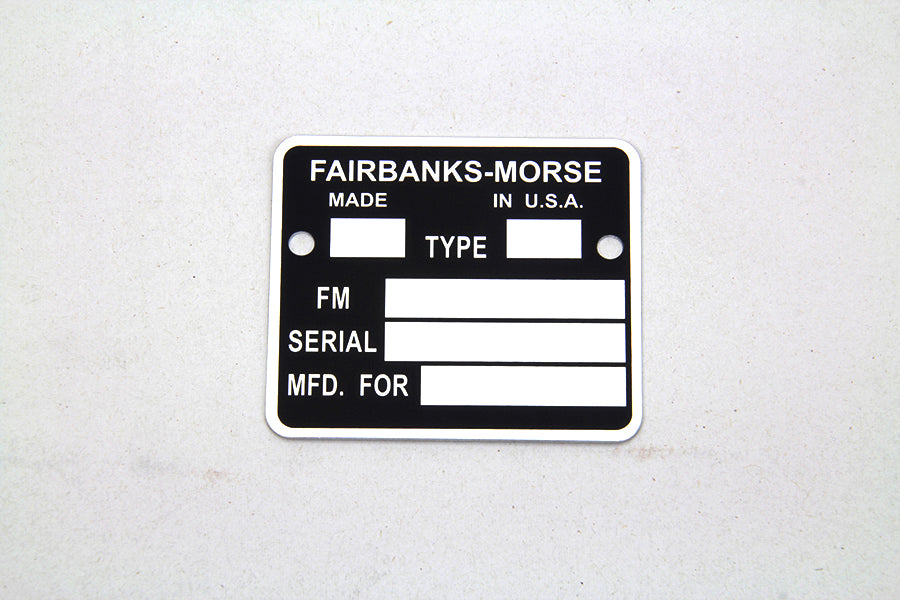 FAIRBANKS-MORSE
MADE IN U.S.A.
TYPE
FM
SERIAL
MFD. FOR